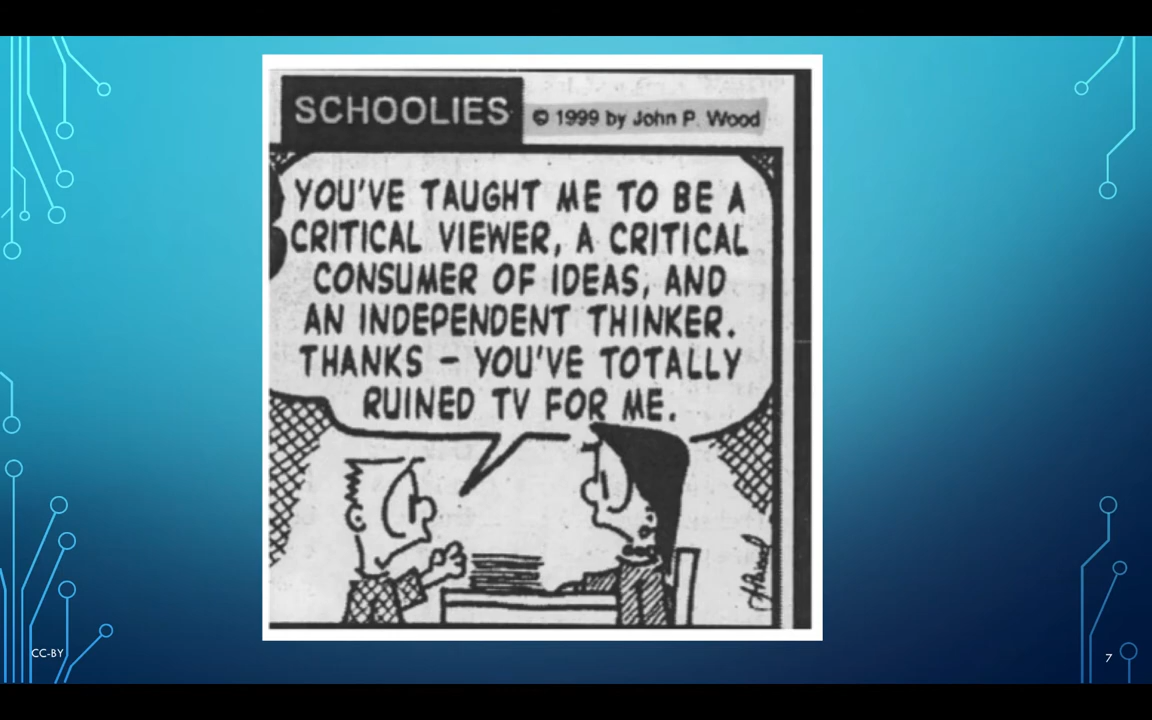 SCHOOLIES © 1999 by John P. Wood
YOU'VE TAUGHT ME TO BE A
CRITICAL VIEWER, A CRITICAL
CONSUMER OF IDEAS, AND
AN INDEPENDENT THINKER.
THANKS – YOU'VE TOTALLY
RUINED TV FOR ME.
CC-BY
7